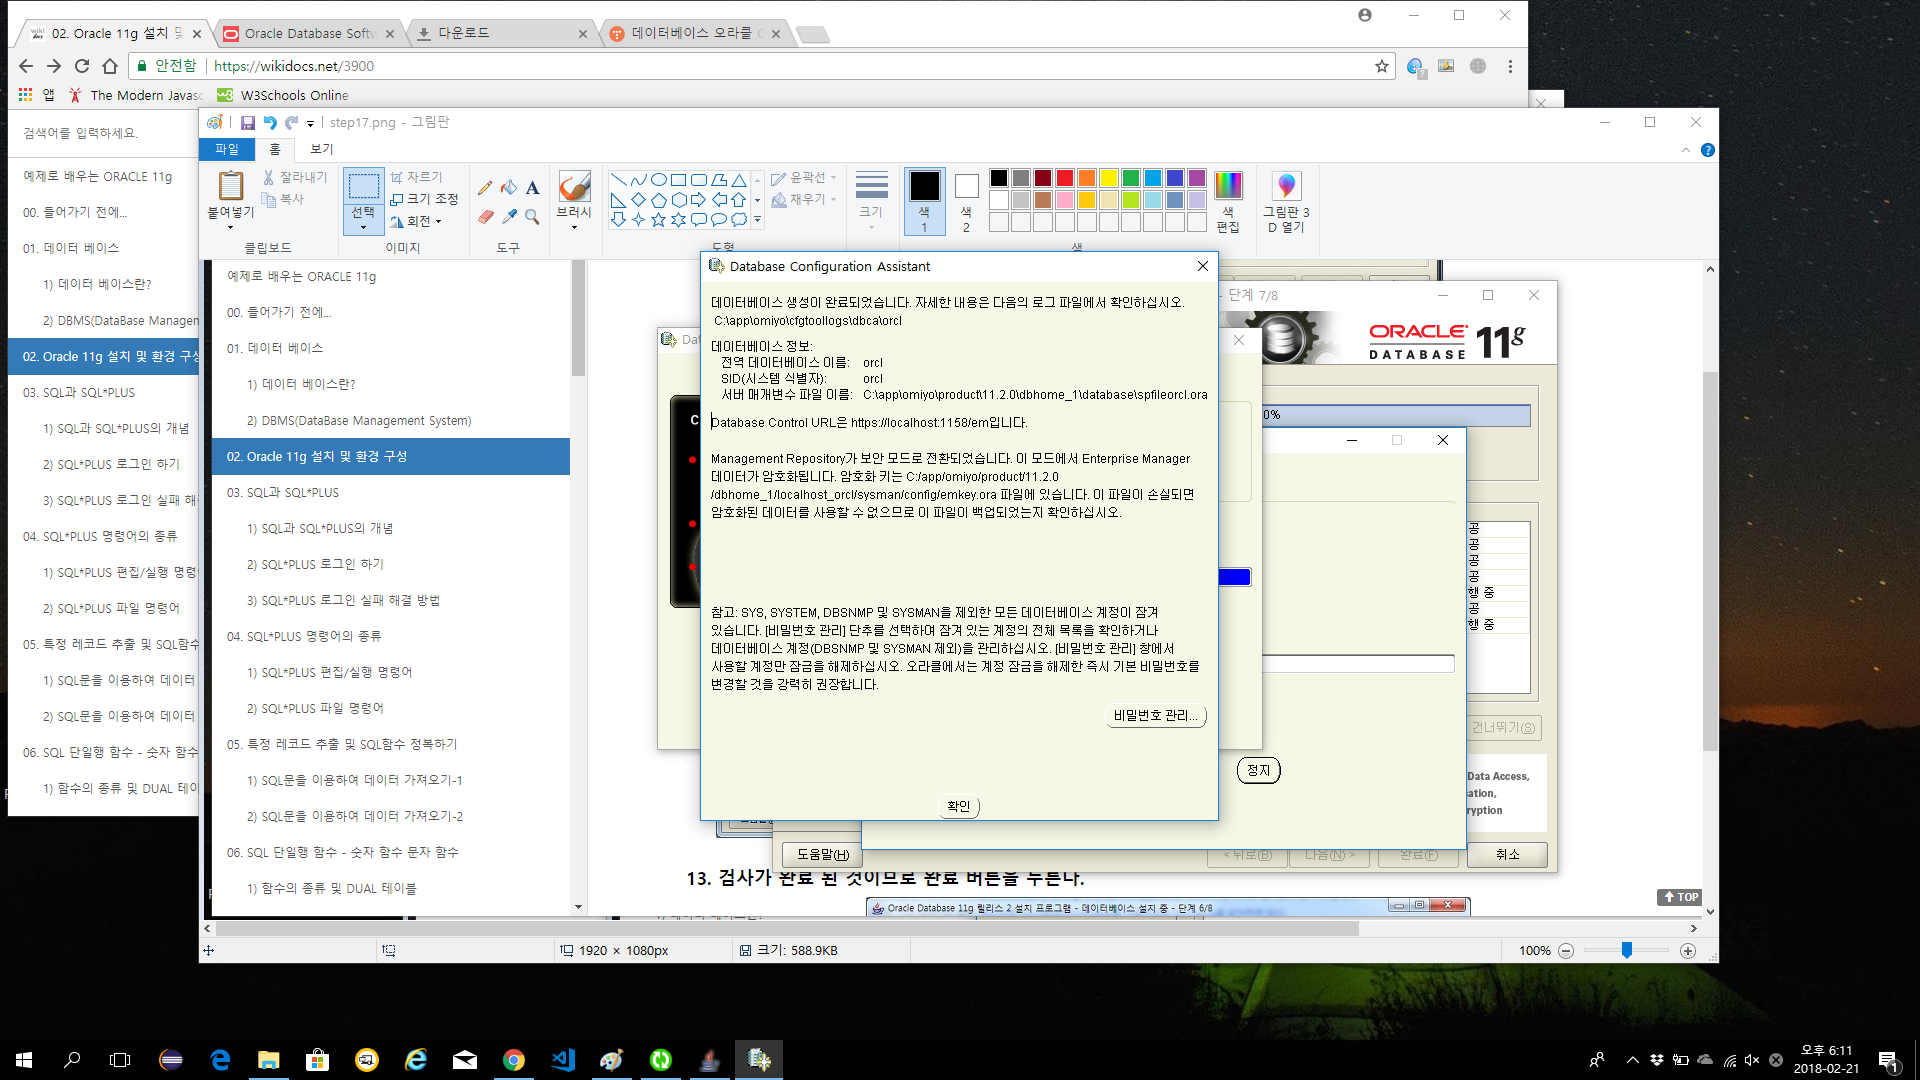 02. Oracle 11g 설치 및
Oracle Database Softw
다운로드
데이터베이스 오라클
안전함
https://wikidocs.net/3900
앱
The Modern Javasc
W3Schools Online
검색어를 입력하세요.
예제로 배우는 ORACLE 11g
00. 들어가기 전에...
01. 데이터 베이스
1) 데이터 베이스란?
2) DBMS(DataBase Managen
02. Oracle 11g 설치 및 환경 구성
03. SQL과 SQL*PLUS
1) SQL과 SQL*PLUS의 개념
2) SQL*PLUS 로그인 하기
3) SQL*PLUS 로그인 실패 해
04. SQL*PLUS 명령어의 종류
1) SQL*PLUS 편집/실행 명령
2) SQL*PLUS 파일 명령어
05. 특정 레코드 추출 및 SQL함수
1) SQL문을 이용하여 데이터
2) SQL문을 이용하여 데이터
06. SQL 단일행 함수 - 숫자 함수
1) 함수의 종류 및 DUAL 테이
step17.png - 그림판
파일
홈
보기
붙여넣기
잘라내기
복사
클립보드
선택
자르기
크기 조정
회전
이미지
도구
브러시
윤곽선
채우기
도형
크기
색
1
색
2
색
편집
색
그림판 3
D 열기
예제로 배우는 ORACLE 11g
00. 들어가기 전에...
01. 데이터 베이스
1) 데이터 베이스란?
2) DBMS(DataBase Management System)
02. Oracle 11g 설치 및 환경 구성
03. SQL과 SQL*PLUS
1) SQL과 SQL*PLUS의 개념
2) SQL*PLUS 로그인 하기
3) SQL*PLUS 로그인 실패 해결 방법
04. SQL*PLUS 명령어의 종류
1) SQL*PLUS 편집/실행 명령어
2) SQL*PLUS 파일 명령어
05. 특정 레코드 추출 및 SQL함수 정복하기
1) SQL문을 이용하여 데이터 가져오기-1
2) SQL문을 이용하여 데이터 가져오기-2
06. SQL 단일행 함수 - 숫자 함수 문자 함수
1) 함수의 종류 및 DUAL 테이블
Database Configuration Assistant
데이터베이스 생성이 완료되었습니다. 자세한 내용은 다음의 로그 파일에서 확인하십시오.
C:\app\omiyo\cfgtoollogs\dbca\orcl
데이터베이스 정보:
전역 데이터베이스 이름: orcl
SID(시스템 식별자): orcl
서버 매개변수 파일 이름: C:\app\omiyo\product\11.2.0\dbhome_1\database\spfileorcl.ora
Database Control URL은 https://localhost:1158/em입니다.
Management Repository가 보안 모드로 전환되었습니다. 이 모드에서 Enterprise Manager
데이터가 암호화됩니다. 암호화 키는 C:/app/omiyo/product/11.2.0
/dbhome_1/localhost_orcl/sysman/config/emkey.ora 파일에 있습니다. 이 파일이 손실되면
암호화된 데이터를 사용할 수 없으므로 이 파일이 백업되었는지 확인하십시오.
참고: SYS, SYSTEM, DBSNMP 및 SYSMAN을 제외한 모든 데이터베이스 계정이 잠겨
있습니다. [비밀번호 관리] 단추를 선택하여 잠겨 있는 계정의 전체 목록을 확인하거나
데이터베이스 계정(DBSNMP 및 SYSMAN 제외)을 관리하십시오. [비밀번호 관리] 창에서
사용할 계정만 잠금을 해제하십시오. 오라클에서는 계정 잠금을 해제한 즉시 기본 비밀번호를
변경할 것을 강력히 권장합니다.
비밀번호 관리...
확인
- 단계 7/8
ORACLE
DATABASE 11g
0%
공
공
공
공
행 중
공
행 중
건너뛰기(S)
정지
Data Access,
ation,
ryption
도움말(H)
< 뒤로(B)
다음(N) >
완료(F)
취소
13. 검사가 완료 된 것이므로 완료 버튼을 누른다.
Oracle Database 11g 릴리스 2 설치 프로그램 - 데이터베이스 설치 중 - 단계 6/8
TOP
1920 × 1080px
크기: 588.9KB
100%
오후 6:11
2018-02-21
1